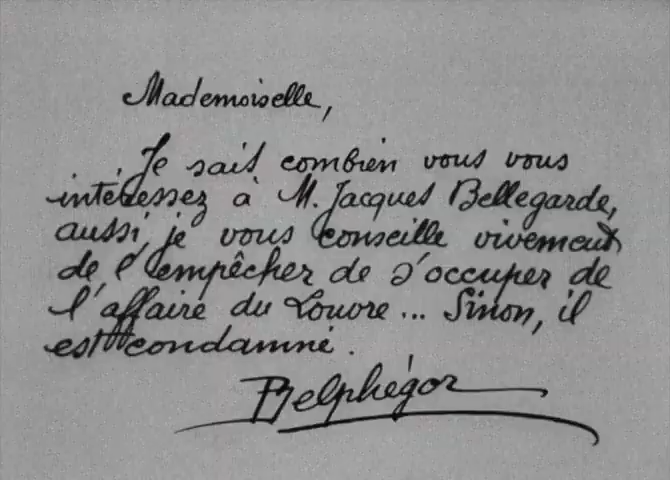 Mademoiselle,
Je sais combien vous vous
intéressez à M. Jacques Bellegarde,
aussi, je vous conseille vivement
de l'empêcher de s'occuper de
l'affaire du Louvre... Sinon, il
est condamné.
Belphégor